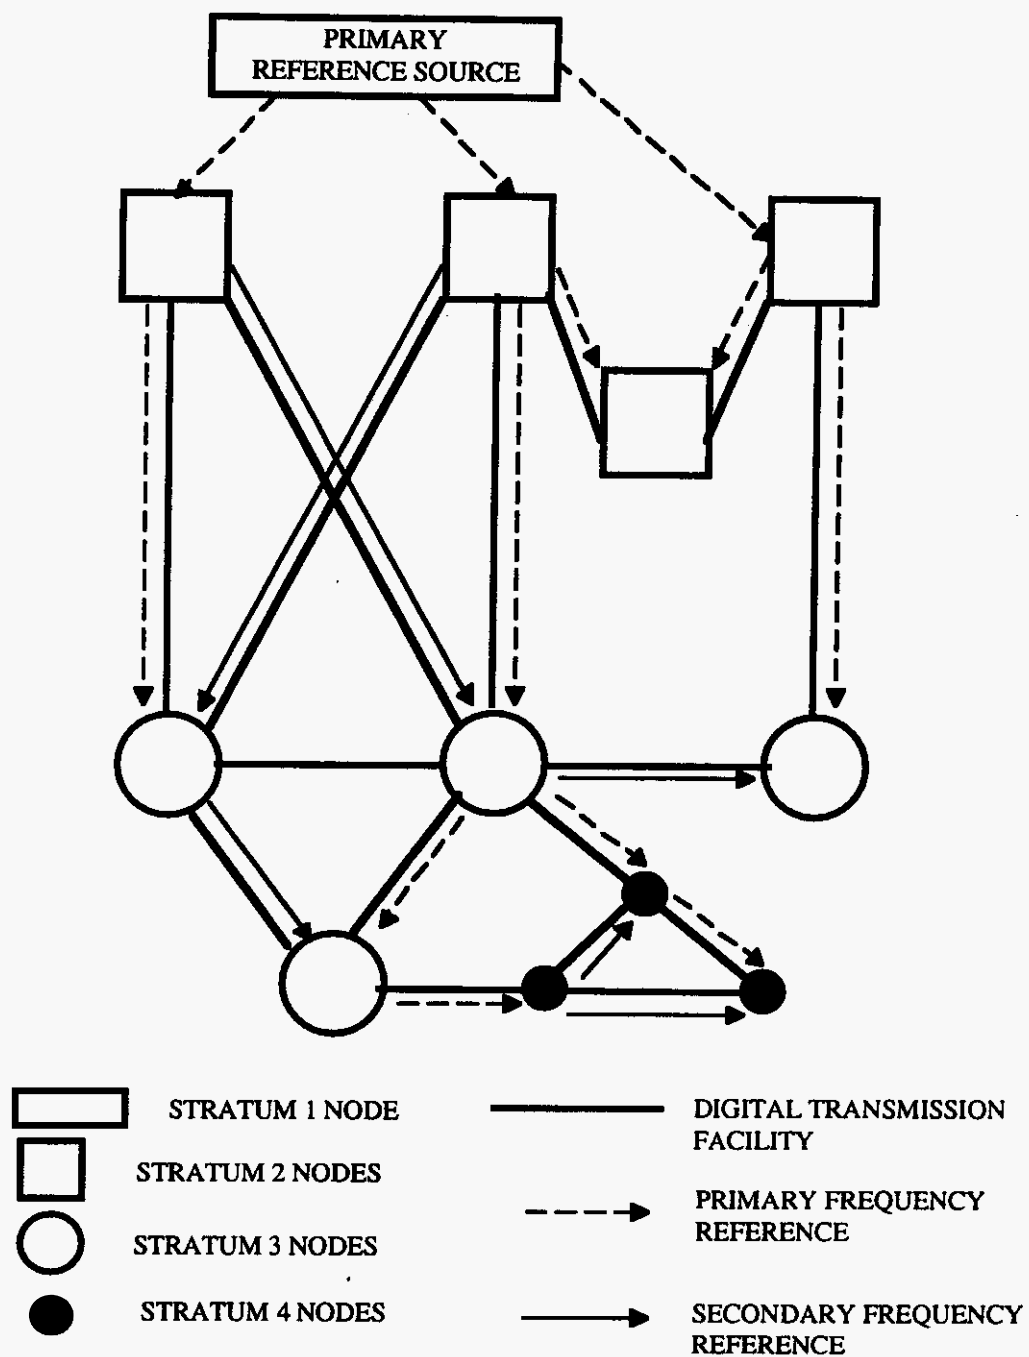 PRIMARY
REFERENCE SOURCE
STRATUM 1 NODE
STRATUM 2 NODES
STRATUM 3 NODES
STRATUM 4 NODES
DIGITAL TRANSMISSION
FACILITY
PRIMARY FREQUENCY
REFERENCE
SECONDARY FREQUENCY
REFERENCE